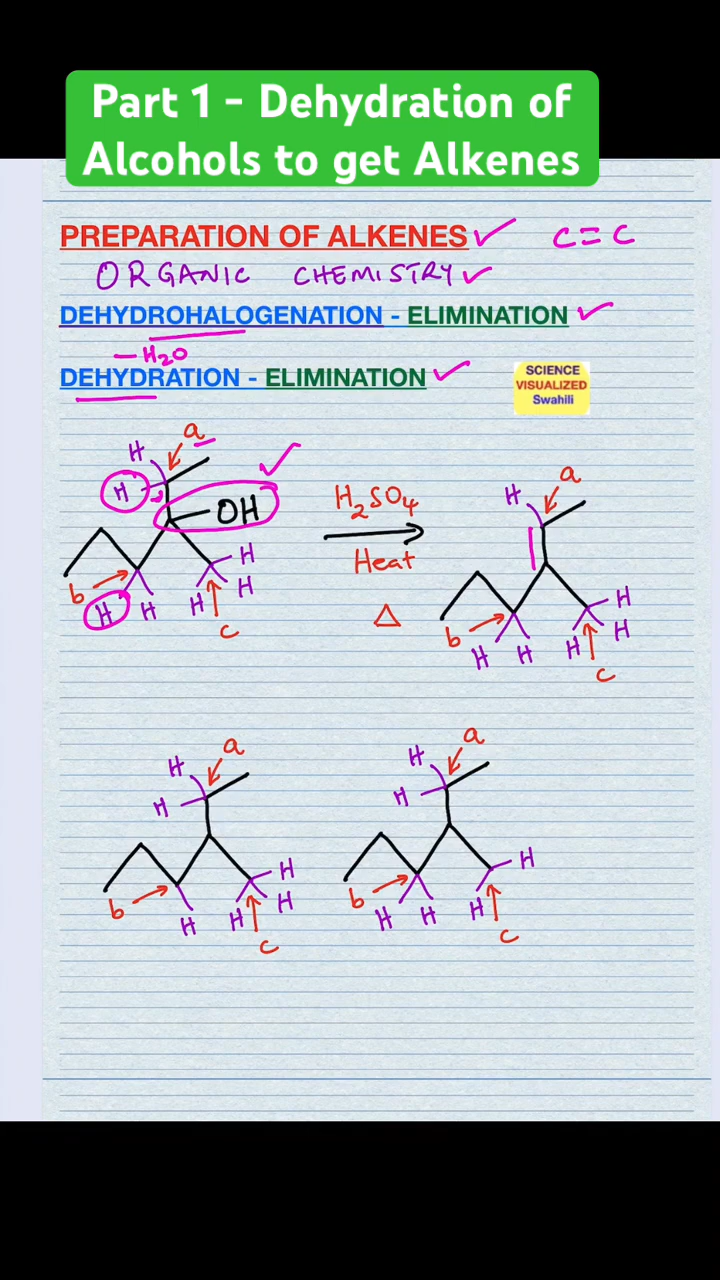 Part 1 - Dehydration of
Alcohols to get Alkenes
PREPARATION OF ALKENES ✓ C=C
ORGANIC CHEMISTRY ✓
DEHYDROHALOGENATION - ELIMINATION ✓
-H2O
DEHYDRATION - ELIMINATION ✓
SCIENCE
VISUALIZED
Swahili
a
H
H
OH ✓
H
b
H
H H H
c
H2SO4
Heat
△
a
H
H
b
H
H H H
c
a
H
H
H
b
H
H H
c
a
H
H
H
b
H H H
c